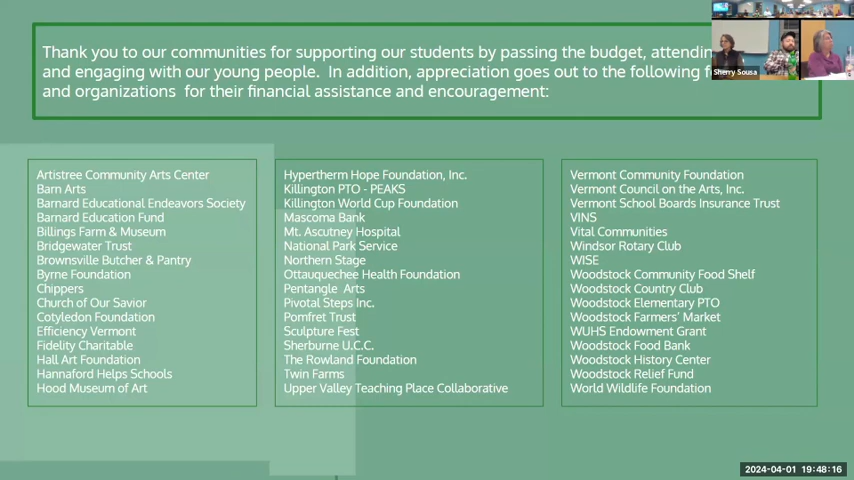 Thank you to our communities for supporting our students by passing the budget,
and engaging with our young people. In addition, appreciation goes out to the following
and organizations for their financial assistance and encouragement:
Artistree Community Arts Center
Barn Arts
Barnard Educational Endeavors Society
Barnard Education Fund
Billings Farm & Museum
Bridgewater Trust
Brownsville Butcher & Pantry
Byrne Foundation
Chippers
Church of Our Savior
Cotyledon Foundation
Efficiency Vermont
Fidelity Charitable
Hall Art Foundation
Hannaford Helps Schools
Hood Museum of Art
Hypertherm Hope Foundation, Inc.
Killington PTO - PEAKS
Killington World Cup Foundation
Mascoma Bank
Mt. Ascutney Hospital
National Park Service
Northern Stage
Ottauquechee Health Foundation
Pentangle Arts
Pivotal Steps Inc.
Pomfret Trust
Sculpture Fest
Sherburne U.C.C.
The Rowland Foundation
Twin Farms
Upper Valley Teaching Place Collaborative
Vermont Community Foundation
Vermont Council on the Arts, Inc.
Vermont School Boards Insurance Trust
VINS
Vital Communities
Windsor Rotary Club
WISE
Woodstock Community Food Shelf
Woodstock Country Club
Woodstock Elementary PTO
Woodstock Farmers' Market
WUHS Endowment Grant
Woodstock Food Bank
Woodstock History Center
Woodstock Relief Fund
World Wildlife Foundation
Sherry Sousa
2024-04-01 19:48:16